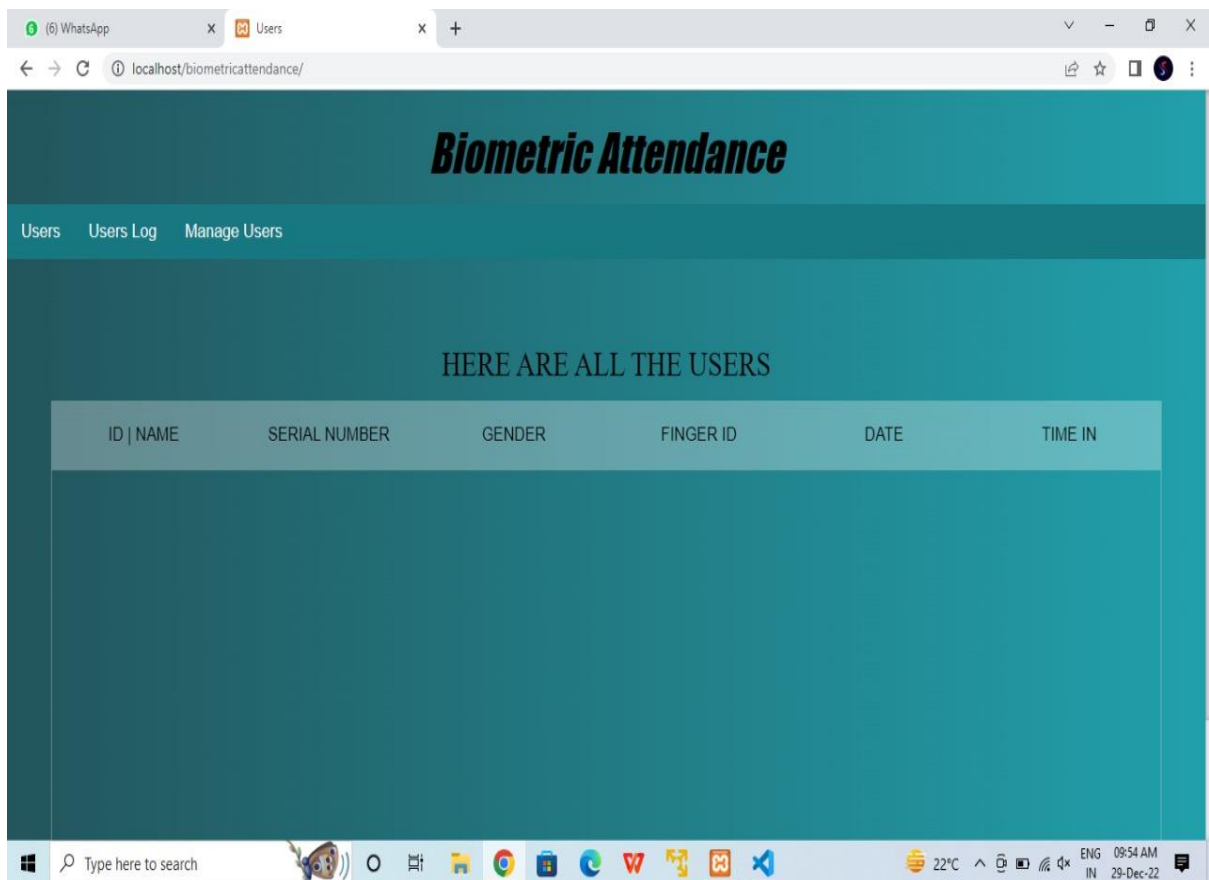 6 (6) WhatsApp Users
localhost/biometricattendance/
Biometric Attendance
Users Users Log Manage Users
HERE ARE ALL THE USERS
ID | NAME SERIAL NUMBER GENDER FINGER ID DATE TIME IN
Type here to search 22°C ENG 09:54 AM
IN 29-Dec-22